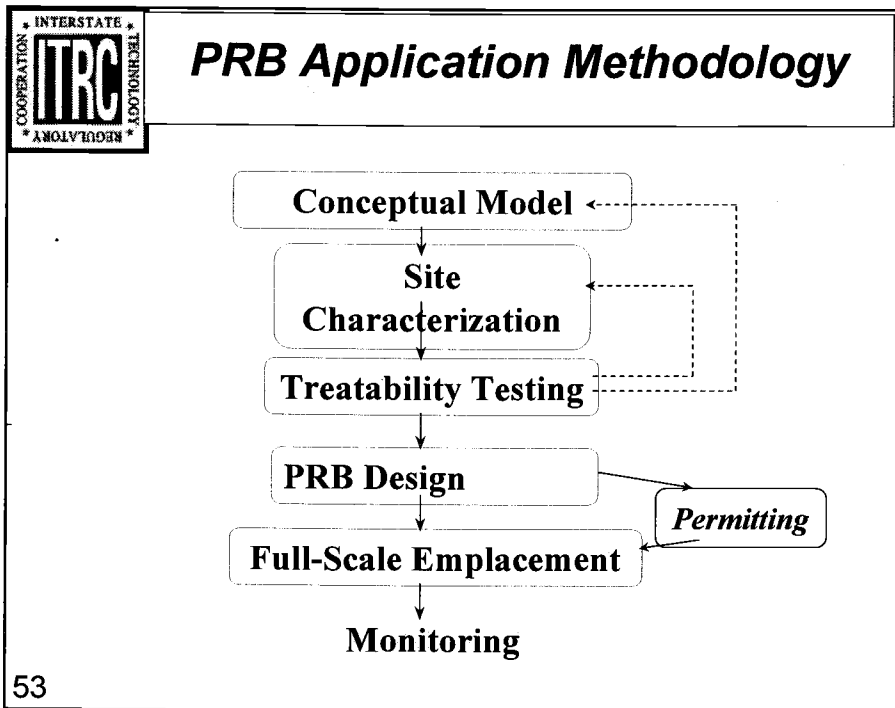 INTERSTATE
COOPERATION
TECHNOLOGY
REGULATORY
ITRC
PRB Application Methodology
Conceptual Model
Site
Characterization
Treatability Testing
PRB Design
Permitting
Full-Scale Emplacement
Monitoring
53